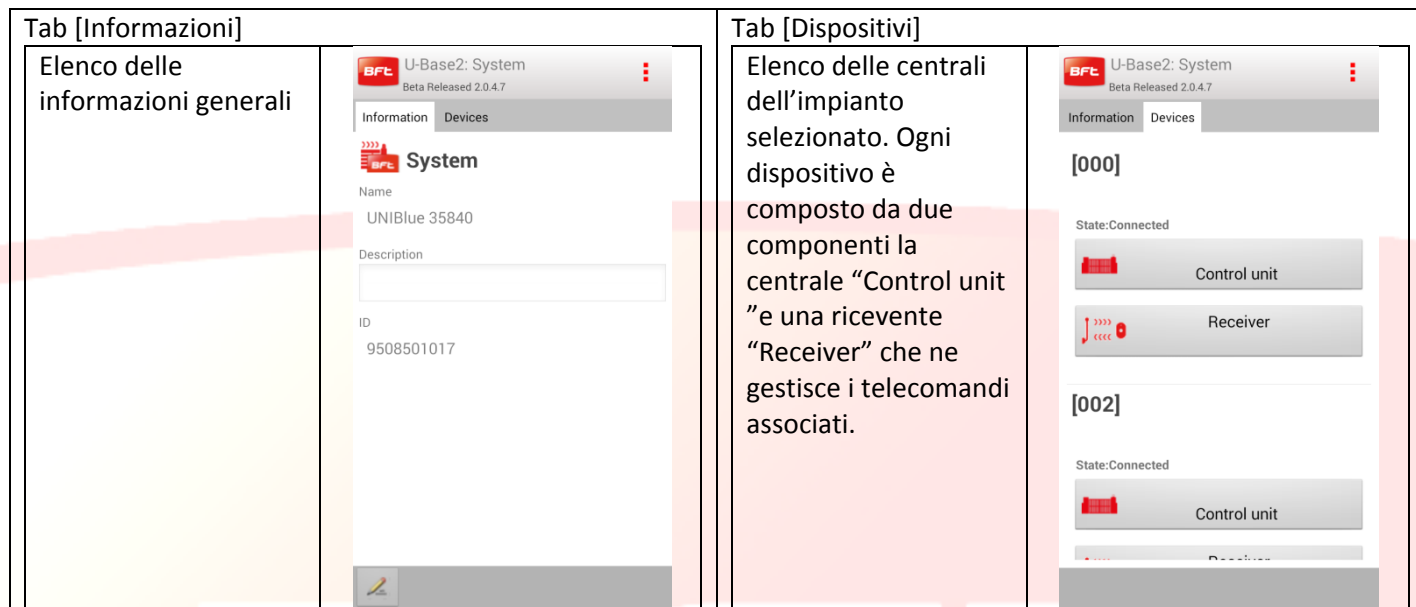 Tab [Informazioni]
Elenco delle
informazioni generali
BFt
U-Base2: System
Beta Released 2.0.4.7
Information Devices
BFt
System
Name
UNIBlue 35840
Description
ID
9508501017
Tab [Dispositivi]
Elenco delle centrali
dell’impianto
selezionato. Ogni
dispositivo è
composto da due
componenti la
centrale “Control unit
”e una ricevente
“Receiver” che ne
gestisce i telecomandi
associati.
BFt
U-Base2: System
Beta Released 2.0.4.7
Information Devices
[000]
State:Connected
Control unit
Receiver
[002]
State:Connected
Control unit